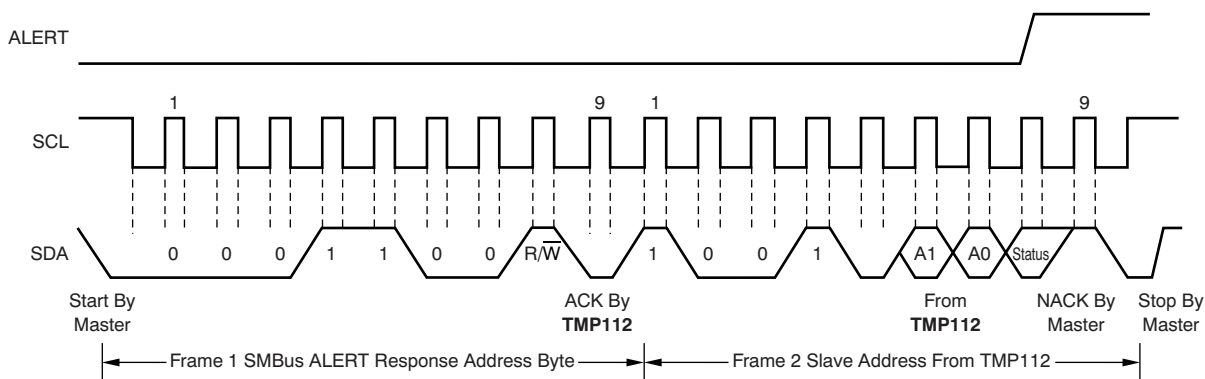 ALERT
1 9 1 9
SCL
SDA 0 0 0 1 1 0 0 R/W 1 0 0 1 A1 A0 Status
Start By ACK By From NACK By Stop By
Master TMP112 TMP112 Master Master
Frame 1 SMBus ALERT Response Address Byte Frame 2 Slave Address From TMP112